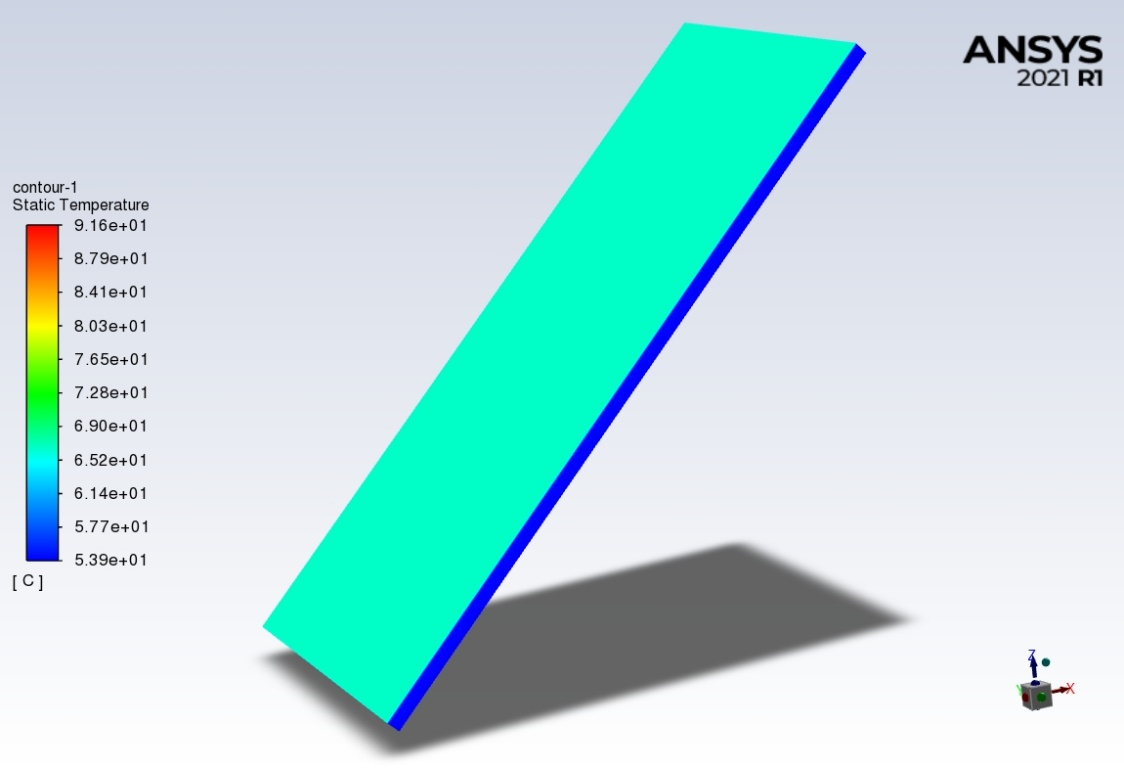 ANSYS
2021 R1
contour-1
Static Temperature
9.16e+01
8.79e+01
8.41e+01
8.03e+01
7.65e+01
7.28e+01
6.90e+01
6.52e+01
6.14e+01
5.77e+01
5.39e+01
[ C ]
Z
Y
X